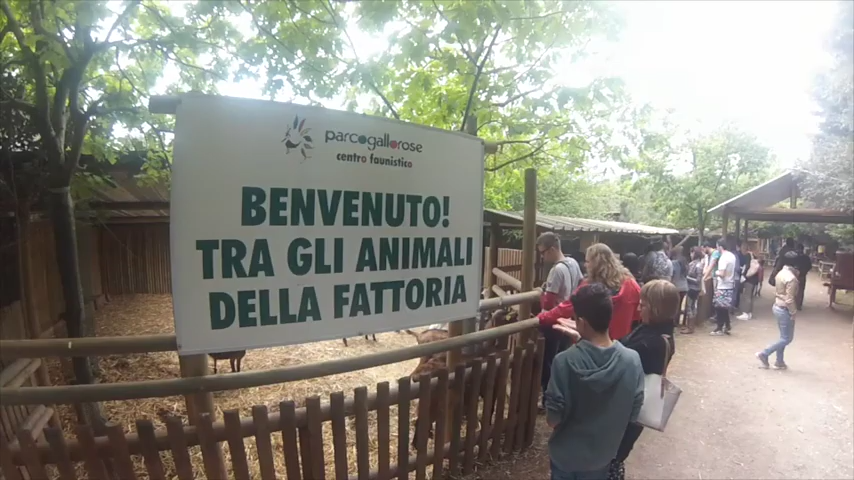 parcogallorose
centro faunistico
BENVENUTO!
TRA GLI ANIMALI
DELLA FATTORIA